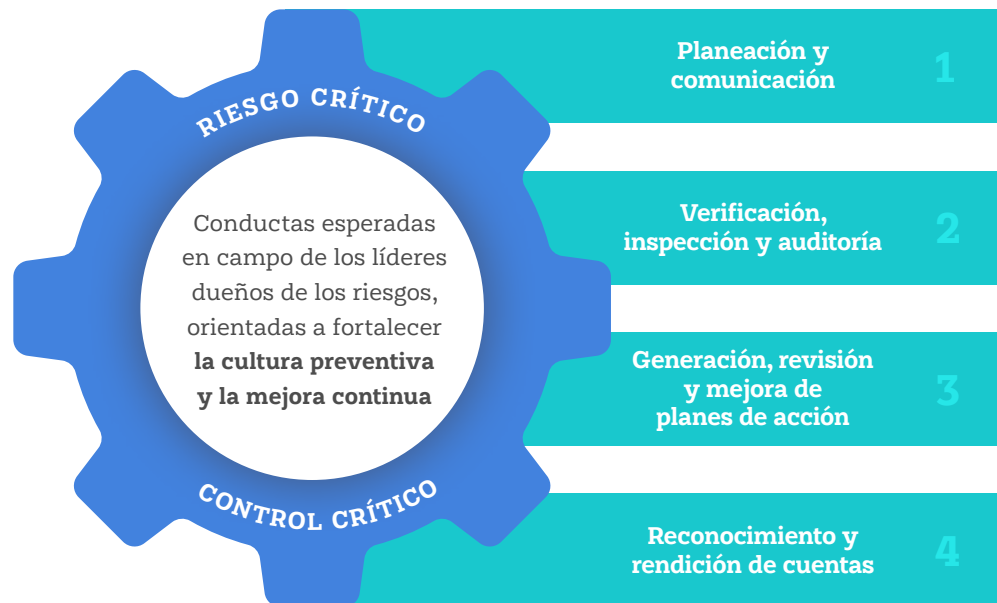 RIESGO CRÍTICO
Conductas esperadas
en campo de los líderes
dueños de los riesgos,
orientadas a fortalecer
la cultura preventiva
y la mejora continua
CONTROL CRÍTICO
Planeación y
comunicación
1
Verificación,
inspección y auditoría
2
Generación, revisión
y mejora de
planes de acción
3
Reconocimiento y
rendición de cuentas
4